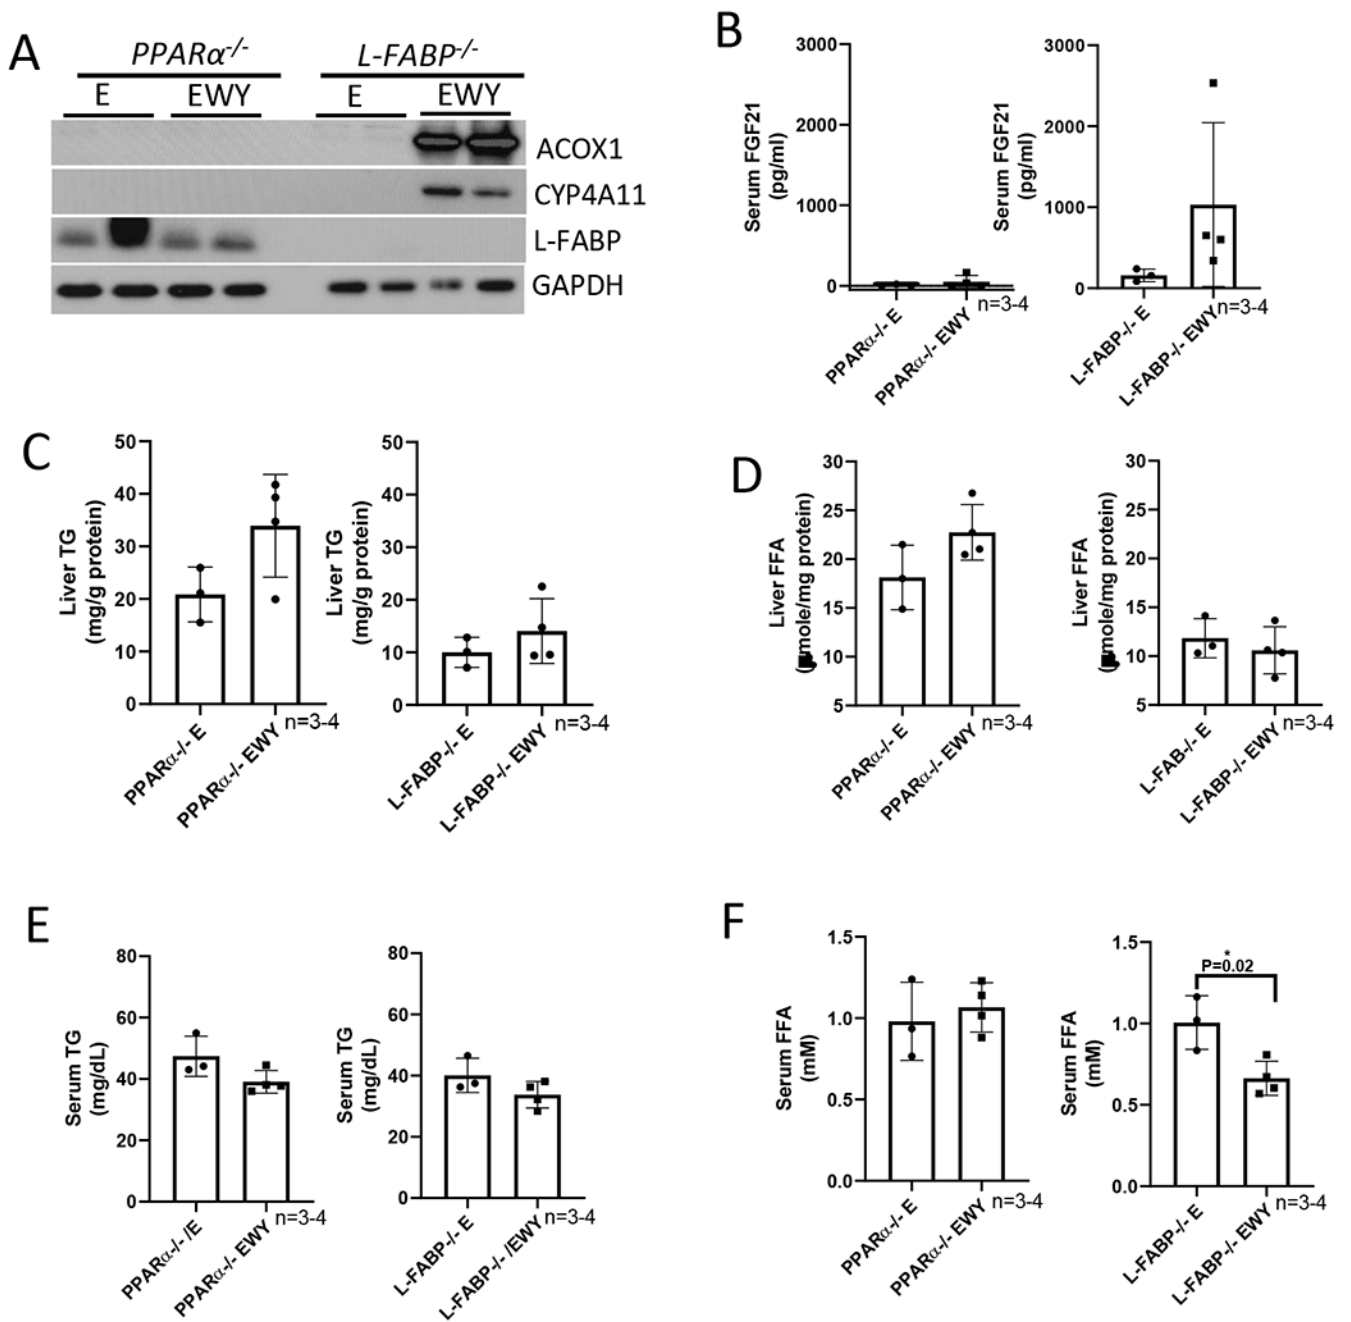 A
PPARα-/- L-FABP-/-
E EWY E EWY
ACOX1
CYP4A11
L-FABP
GAPDH
B
Serum FGF21
(pg/ml)
3000
2000
1000
0
PPARα-/- E
PPARα-/- EWY
n=3-4
Serum FGF21
(pg/ml)
3000
2000
1000
0
L-FABP-/- E
L-FABP-/- EWY
n=3-4
C
Liver TG
(mg/g protein)
50
40
30
20
10
0
PPARα-/- E
PPARα-/- EWY
n=3-4
Liver TG
(mg/g protein)
50
40
30
20
10
0
L-FABP-/- E
L-FABP-/- EWY
n=3-4
D
Liver FFA
mole/mg protein)
30
25
20
15
10
5
PPARα-/- E
PPARα-/- EWY
n=3-4
Liver FFA
mole/mg protein)
30
25
20
15
10
5
L-FAB-/- E
L-FABP-/- EWY
n=3-4
E
Serum TG
(mg/dL)
80
60
40
20
0
PPARα-/- /E
PPARα-/- EWY
n=3-4
Serum TG
(mg/dL)
80
60
40
20
0
L-FABP-/- E
L-FABP-/- /EWY
n=3-4
F
Serum FFA
(mM)
1.5
1.0
0.5
0.0
PPARα-/- E
PPARα-/- EWY
n=3-4
Serum FFA
(mM)
1.5
1.0
0.5
0.0
*
P=0.02
L-FABP-/- E
L-FABP-/- EWY
n=3-4